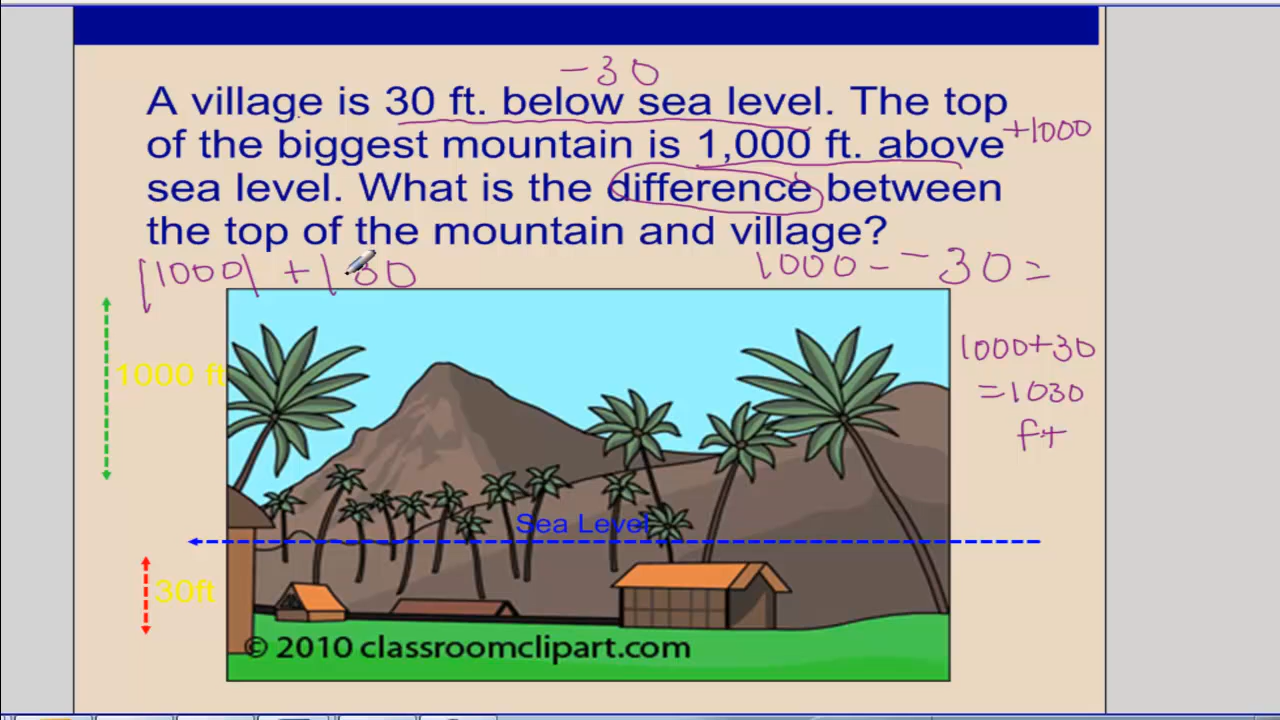 -30
A village is 30 ft. below sea level. The top
of the biggest mountain is 1,000 ft. above
+1000
sea level. What is the difference between
the top of the mountain and village?
|1000| + |30
1000 - -30 =
1000 ft
1000+30
=1030
ft
Sea Level
30ft
© 2010 classroomclipart.com